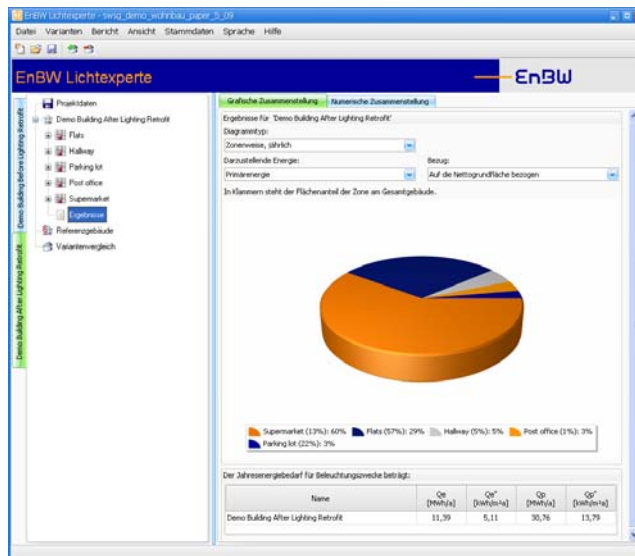 EnBW Lichtexperte - swsg_demo_wohnbau_paper_5_09
Datei Varianten Bericht Ansicht Stammdaten Sprache Hilfe
EnBW Lichtexperte
EnBW
Demo Building Before Lighting Retrofit
Demo Building After Lighting Retrofit
Projektdaten
Demo Building After Lighting Retrofit
Flats
Hallway
Parking lot
Post office
Supermarket
Ergebnisse
Referenzgebäude
Variantenvergleich
Grafische Zusammenstellung Numerische Zusammenstellung
Ergebnisse für 'Demo Building After Lighting Retrofit'
Diagrammtyp:
Zonenweise, jährlich
Darzustellende Energie: Bezug:
Primärenergie Auf die Nettogrundfläche bezogen
In Klammern steht der Flächenanteil der Zone am Gesamtgebäude.
Supermarket (13%): 60% Flats (57%): 29% Hallway (5%): 5% Post office (1%): 3%
Parking lot (22%): 3%
Der Jahresenergiebedarf für Beleuchtungszwecke beträgt:
Name Qe [MWh/a] Qe" [kWh/m²a] Qp [MWh/a] Qp" [kWh/m²a]
Demo Building After Lighting Retrofit 11,39 5,11 30,76 13,79